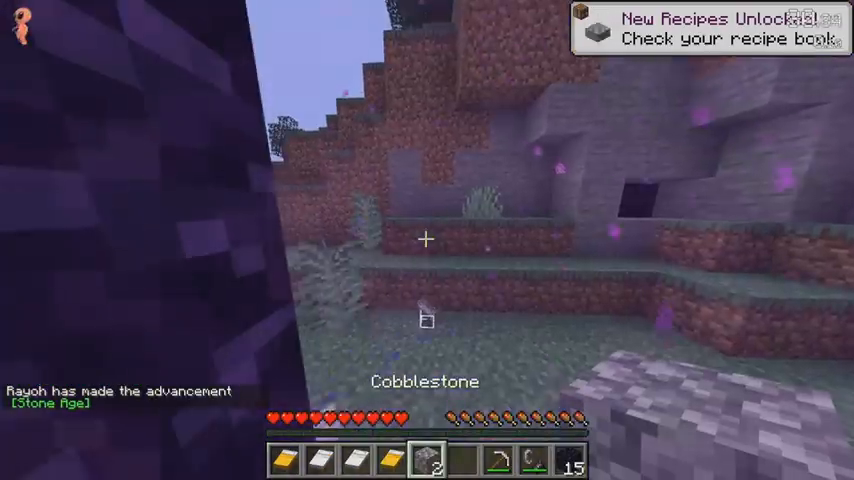 New Recipes Unlocked!
Check your recipe book
Cobblestone
Rayoh has made the advancement
[Stone Age]
2
15